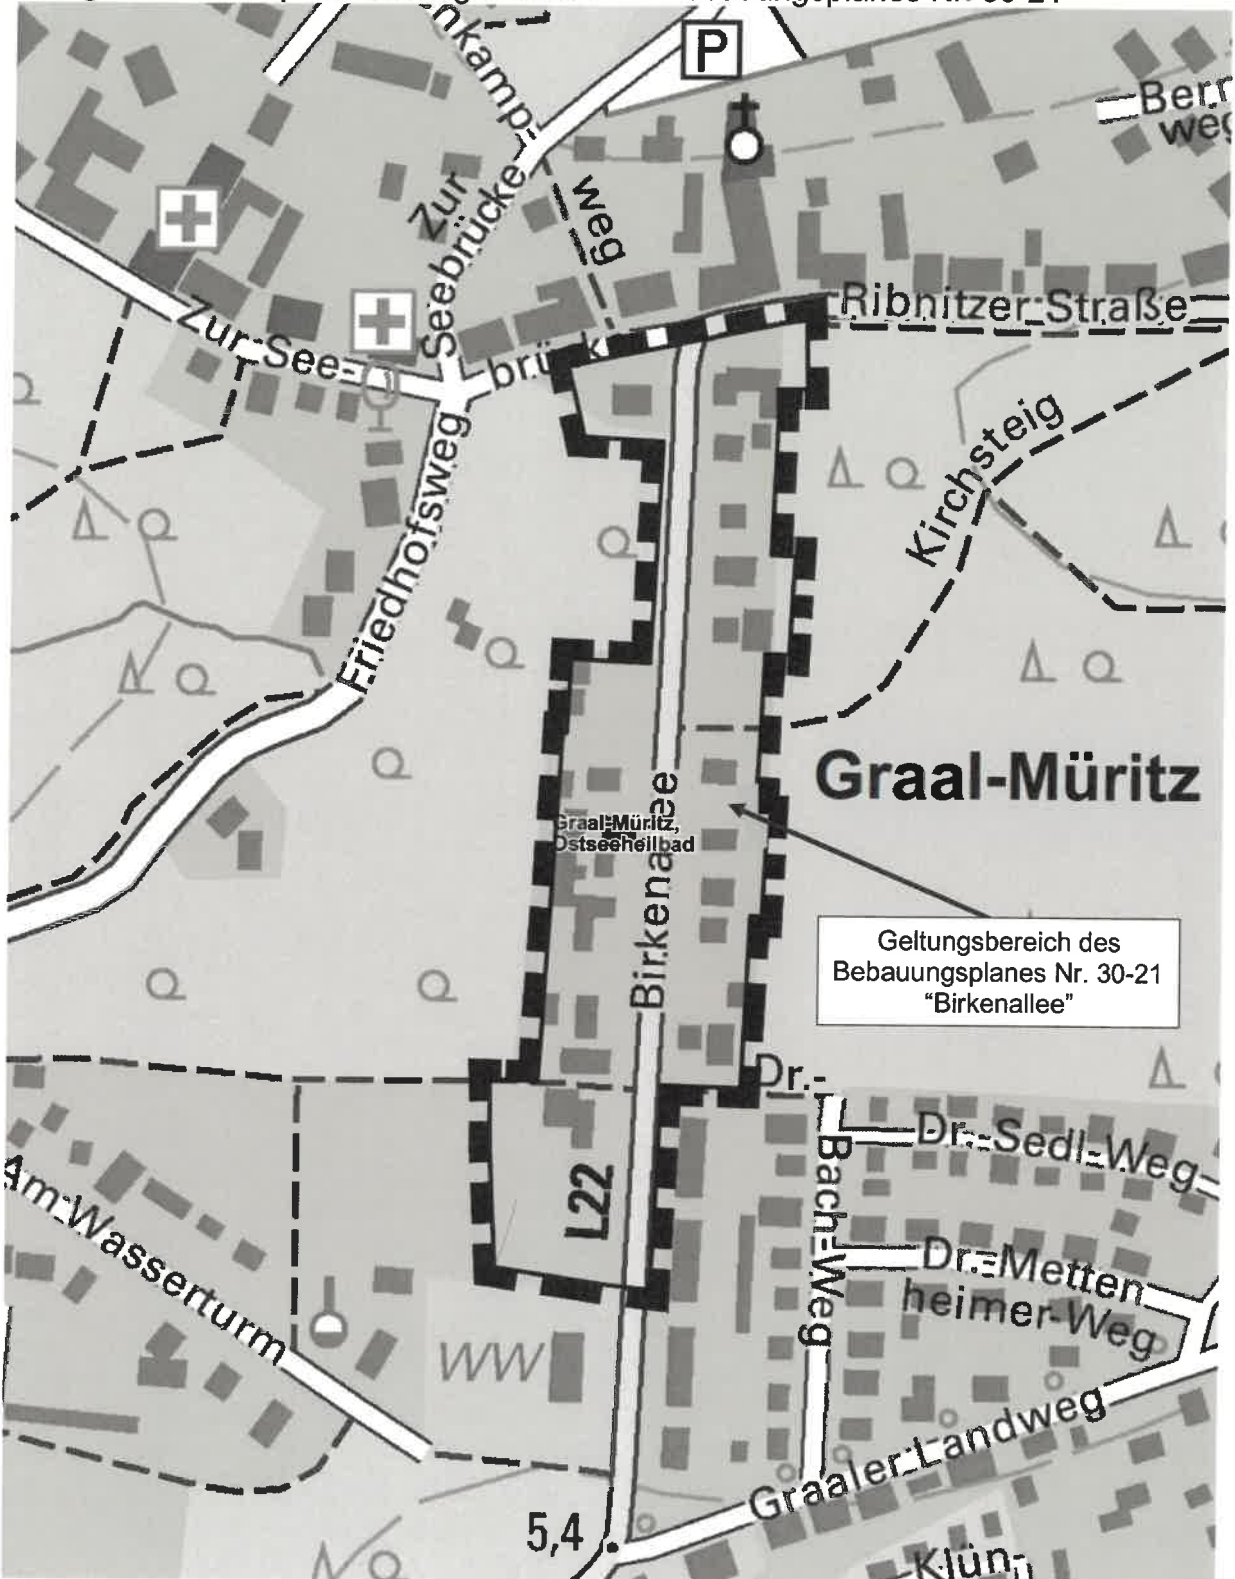 P
weg
Zur
Seebrücke
Ribnitzer Straße
Zur See-
brück
Kirchsteig
Friedhofsweg
Graal-Müritz
Graal-Müritz,
Ostseeheilbad
Birkenallee
Geltungsbereich des
Bebauungsplanes Nr. 30-21
“Birkenallee”
Dr.-
Bach-Weg
Dr.-Sedl-Weg
L22
Dr.-Metten
heimer-Weg
Am Wasserturm
WW
Graaler Landweg
5,4
Klün-